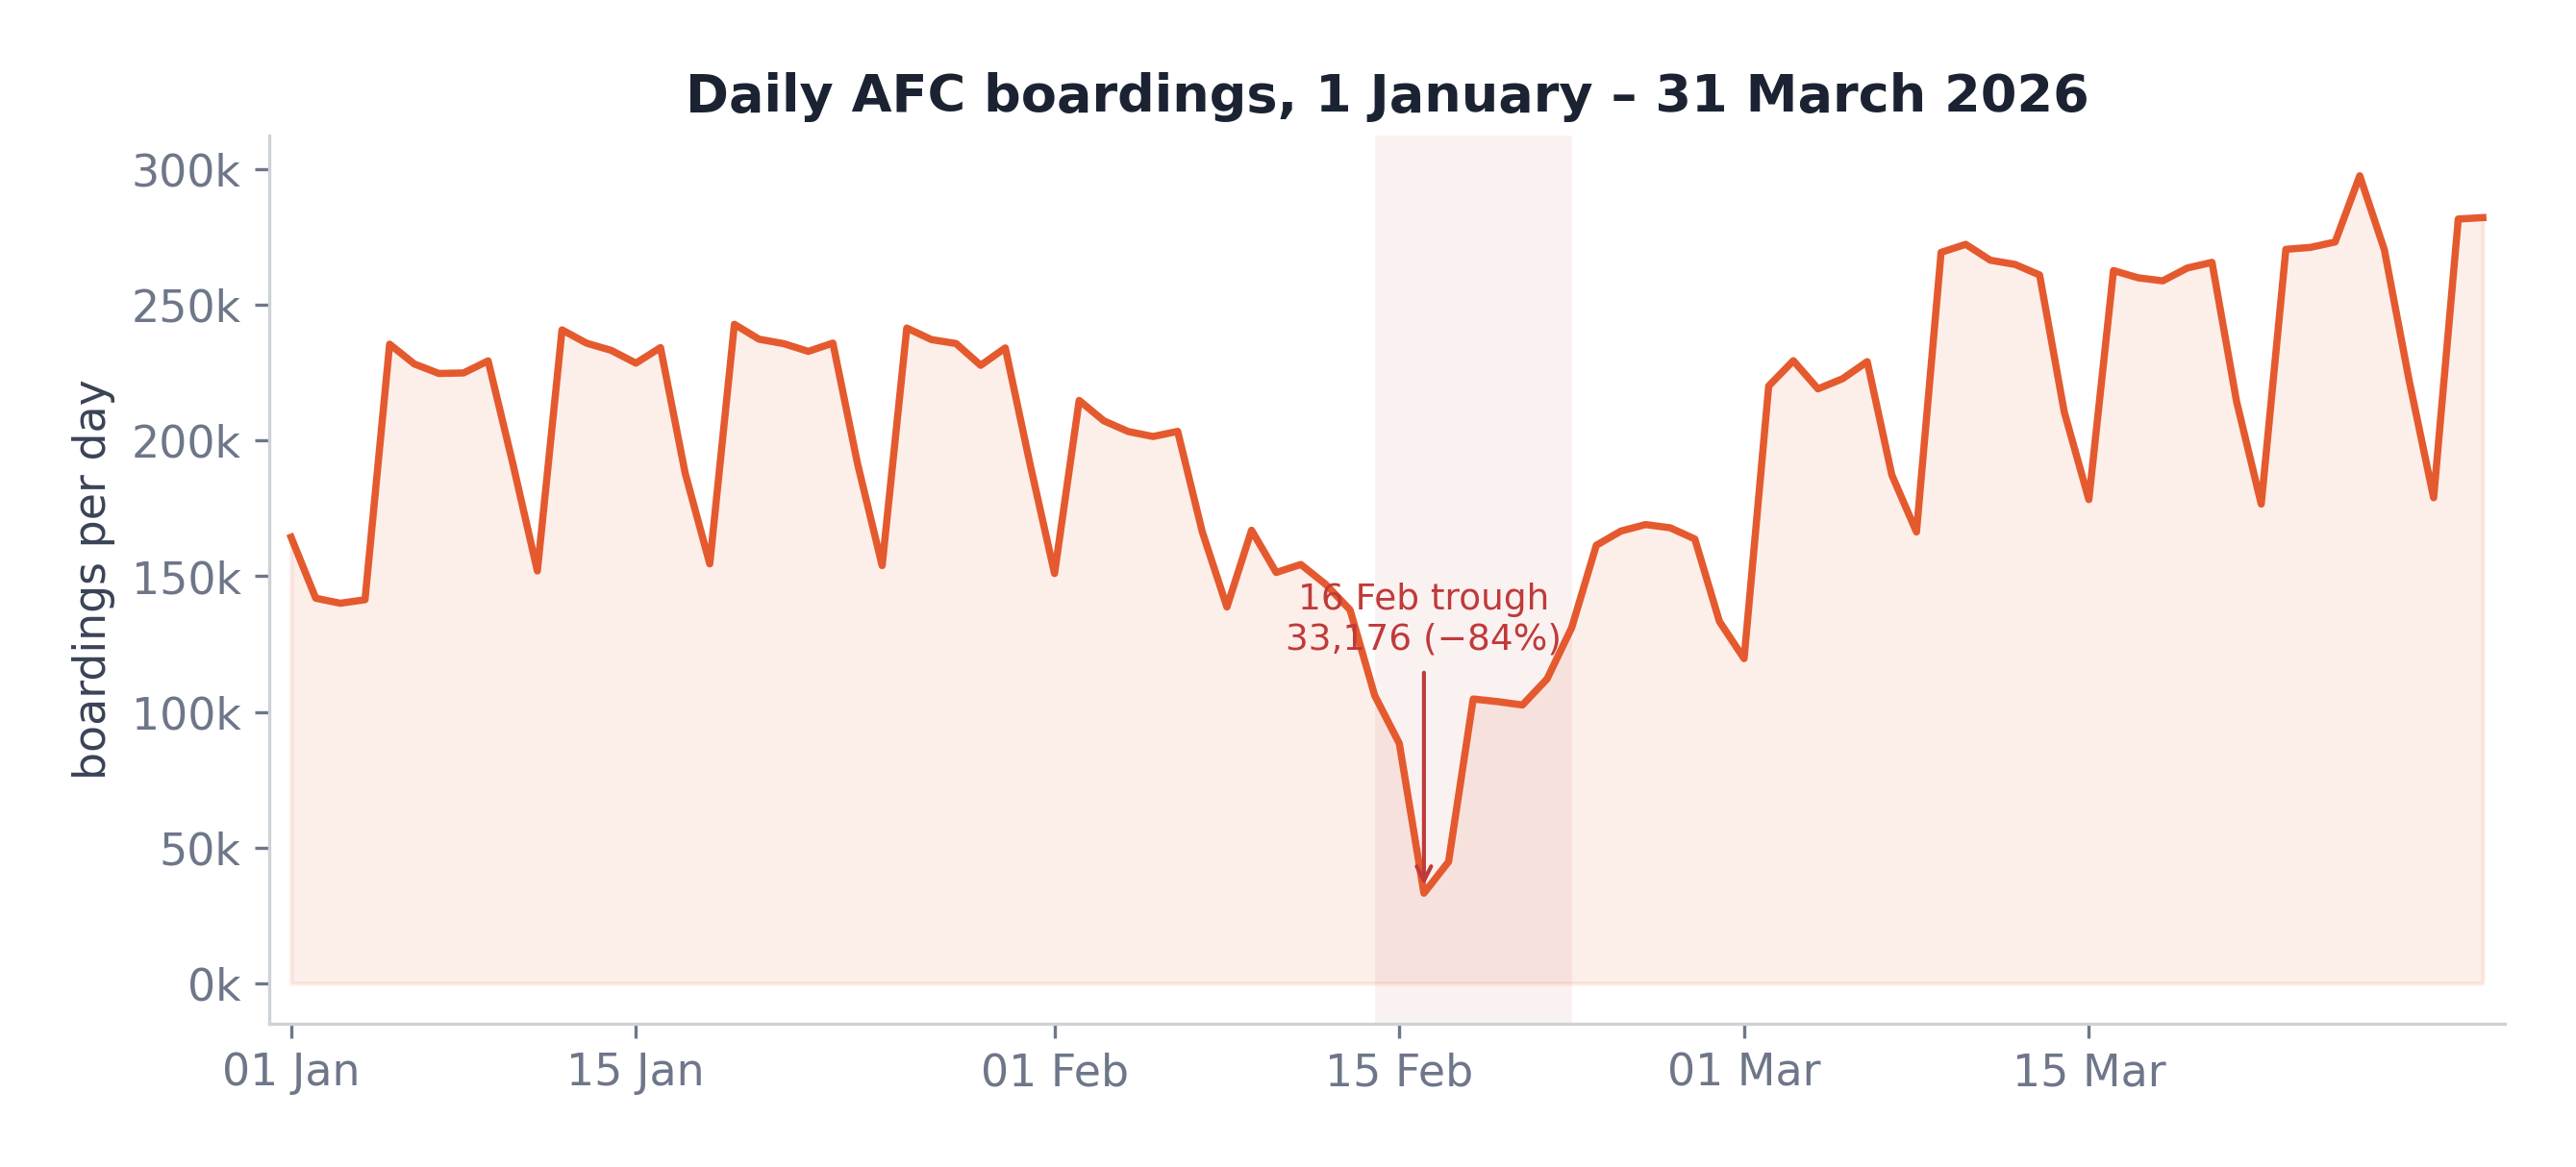 Daily AFC boardings, 1 January – 31 March 2026
boardings per day
300k
250k
200k
150k
100k
50k
0k
16 Feb trough
33,176 (−84%)
01 Jan
15 Jan
01 Feb
15 Feb
01 Mar
15 Mar